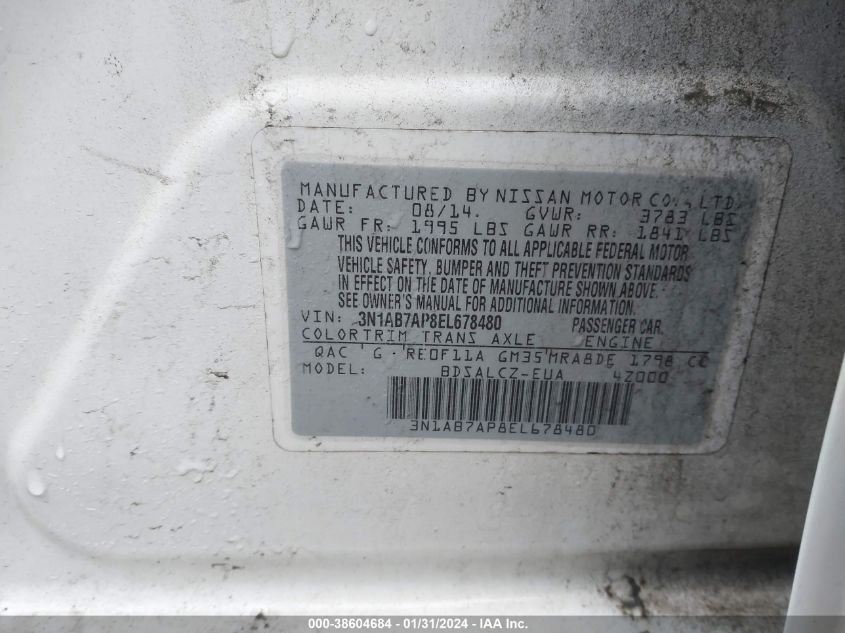 MANUFACTURED BY NISSAN MOTOR CO., LTD.
DATE: 08/14. GVWR: 3783 LBS
GAWR FR: 1995 LBS GAWR RR: 1841 LBS
THIS VEHICLE CONFORMS TO ALL APPLICABLE FEDERAL MOTOR
VEHICLE SAFETY, BUMPER AND THEFT PREVENTION STANDARDS
IN EFFECT ON THE DATE OF MANUFACTURE SHOWN ABOVE.
SEE OWNER'S MANUAL FOR ADDITIONAL INFORMATION.
VIN: 3N1AB7AP8EL678480 PASSENGER CAR
COLOR TRIM TRANS AXLE ENGINE
QAC G RE0F11A GM35 MRA8DE 1798 CC
MODEL: BDSALCZ-EUA 4Z000
3N1AB7AP8EL678480
000-38604684 - 01/31/2024 - IAA Inc.